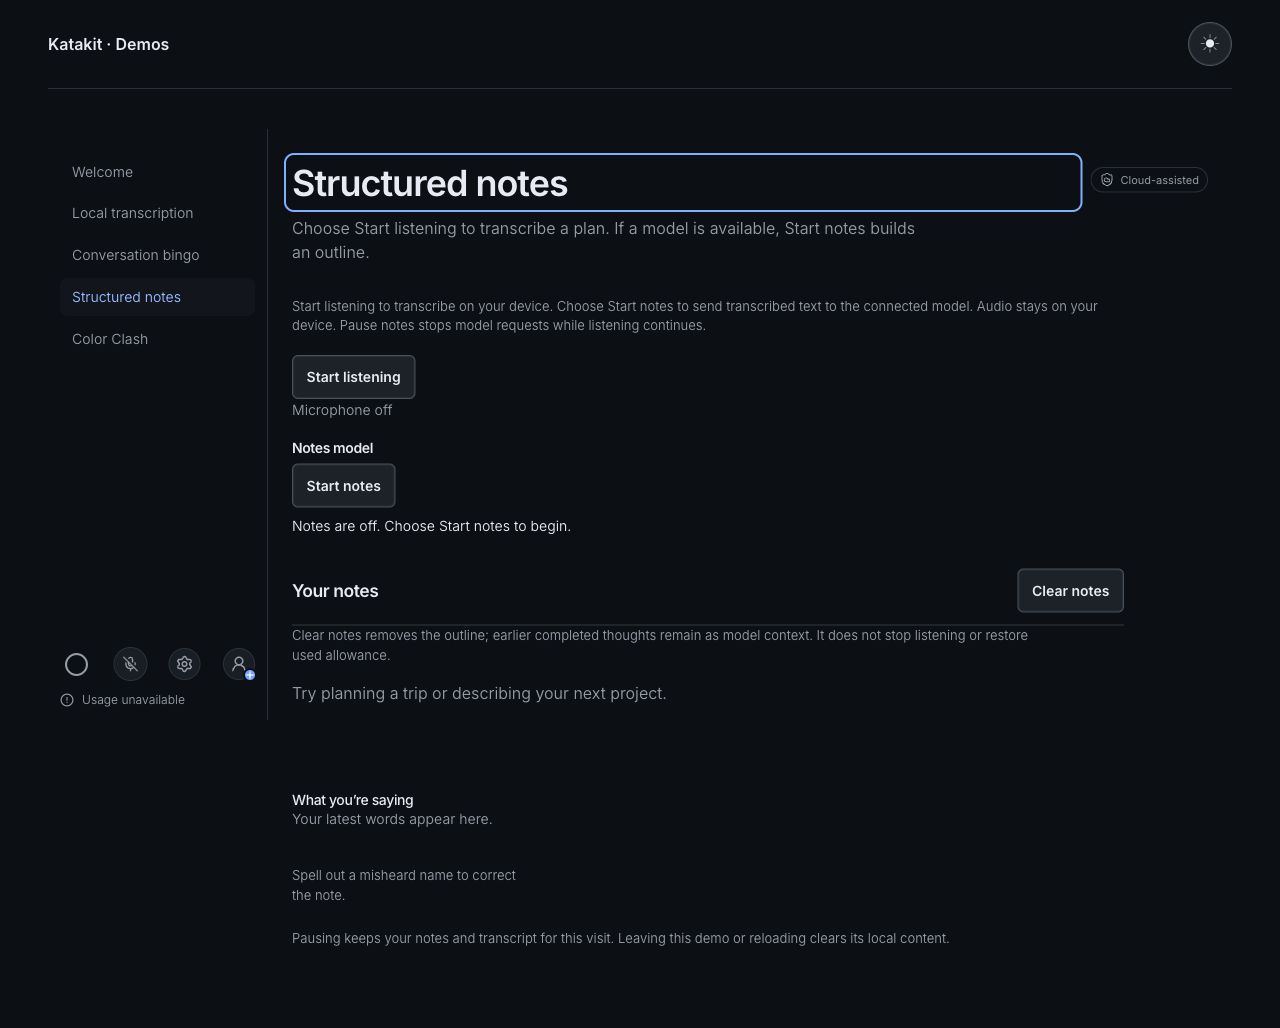 Katakit · Demos
Welcome
Local transcription
Conversation bingo
Structured notes
Color Clash
Usage unavailable
Structured notes
Cloud-assisted
Choose Start listening to transcribe a plan. If a model is available, Start notes builds
an outline.
Start listening to transcribe on your device. Choose Start notes to send transcribed text to the connected model. Audio stays on your
device. Pause notes stops model requests while listening continues.
Start listening
Microphone off
Notes model
Start notes
Notes are off. Choose Start notes to begin.
Your notes
Clear notes
Clear notes removes the outline; earlier completed thoughts remain as model context. It does not stop listening or restore
used allowance.
Try planning a trip or describing your next project.
What you’re saying
Your latest words appear here.
Spell out a misheard name to correct
the note.
Pausing keeps your notes and transcript for this visit. Leaving this demo or reloading clears its local content.